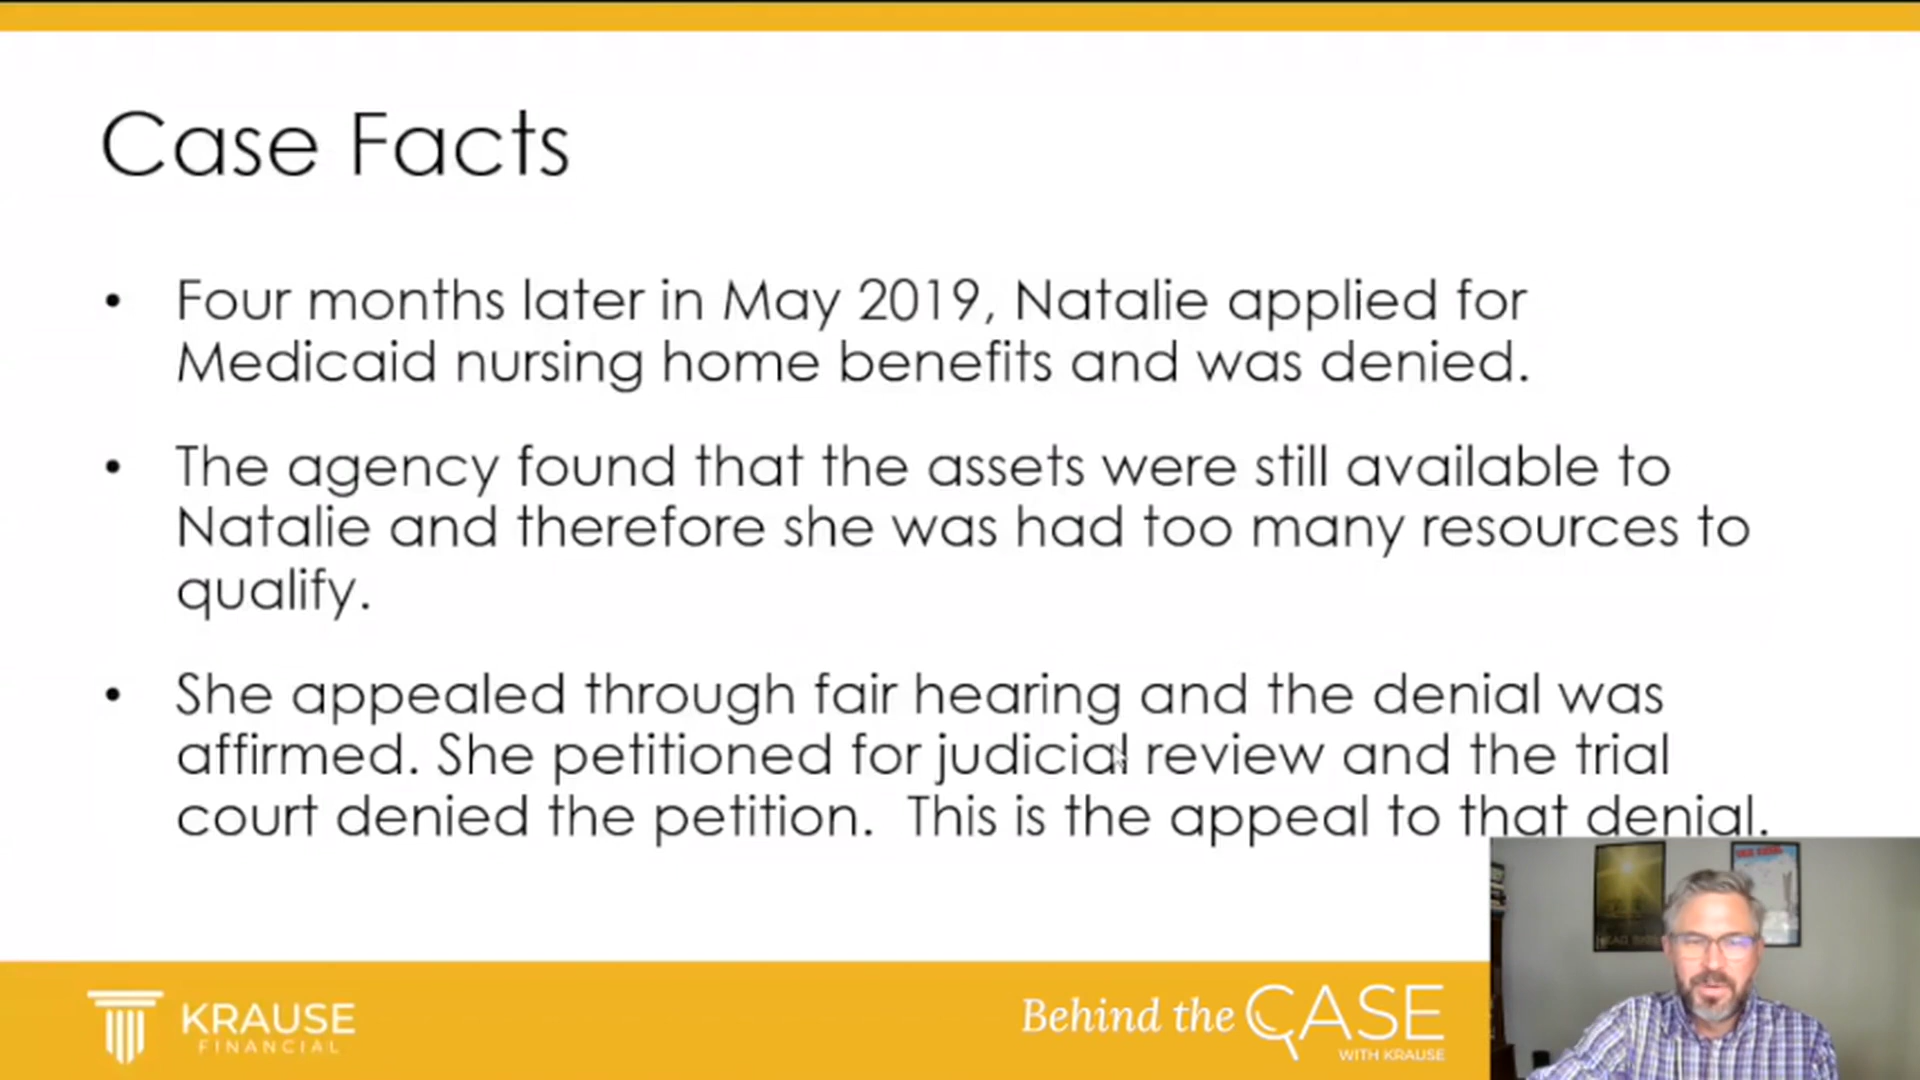 Case Facts
• Four months later in May 2019, Natalie applied for
Medicaid nursing home benefits and was denied.
• The agency found that the assets were still available to
Natalie and therefore she was had too many resources to
qualify.
• She appealed through fair hearing and the denial was
affirmed. She petitioned for judicial review and the trial
court denied the petition.  This is the appeal to that denial.
KRAUSE
FINANCIAL
Behind the CASE
WITH KRAUSE